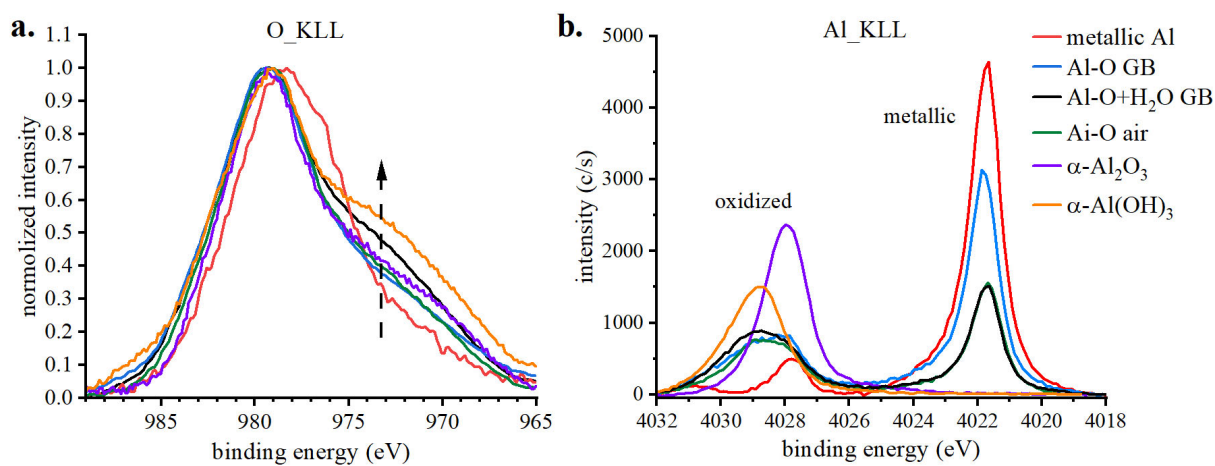 a.
O_KLL
1.1
1.0
0.9
0.8
0.7
0.6
0.5
0.4
0.3
0.2
0.1
0.0
normolized intensity
985 980 975 970 965
binding energy (eV)
b.
Al_KLL
5000
4000
3000
2000
1000
0
intensity (c/s)
metallic
oxidized
4032 4030 4028 4026 4024 4022 4020 4018
binding energy (eV)
metallic Al
Al-O GB
Al-O+H₂O GB
Ai-O air
α-Al₂O₃
α-Al(OH)₃